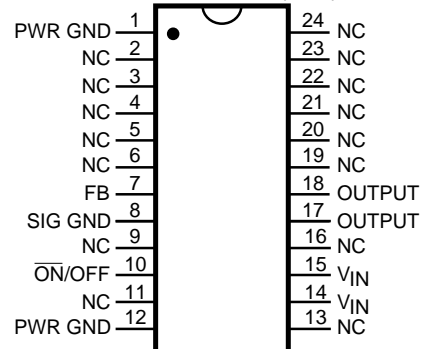 PWR GND 1 24 NC
NC 2 23 NC
NC 3 22 NC
NC 4 21 NC
NC 5 20 NC
NC 6 19 NC
FB 7 18 OUTPUT
SIG GND 8 17 OUTPUT
NC 9 16 NC
O̅N̅/OFF 10 15 VIN
NC 11 14 VIN
PWR GND 12 13 NC